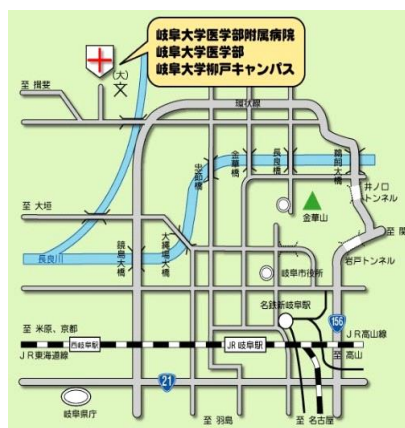 岐阜大学医学部附属病院
岐阜大学医学部
岐阜大学柳戸キャンパス
(大)
文
至 揖斐
環状線
忠節橋
金華橋
長良橋
鵜飼大橋
井ノ口
トンネル
至 大垣
金華山
至 関
長良川
鏡島大橋
大縄場大橋
岩戸トンネル
岐阜市役所
名鉄新岐阜駅
156
至 米原、京都
JR高山線
西岐阜駅
JR 岐阜駅
至 高山
JR東海道線
21
岐阜県庁
至 羽島
至 名古屋